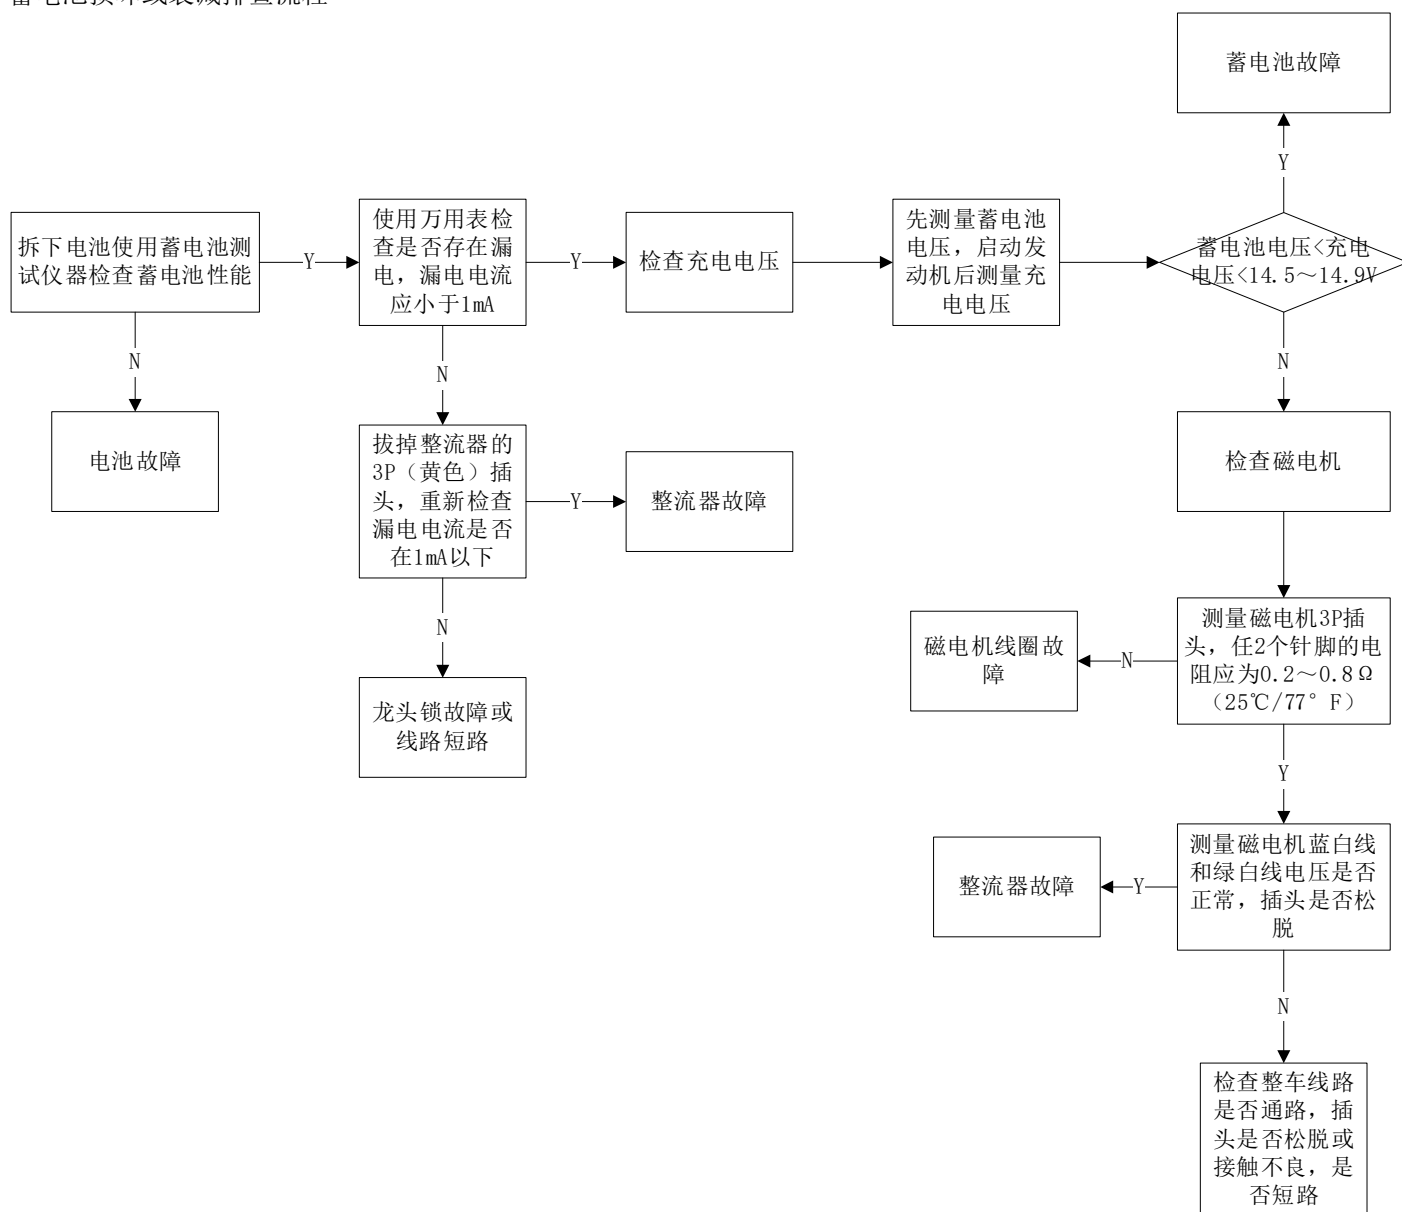 蓄电池故障
拆下电池使用蓄电池测
试仪器检查蓄电池性能
Y
使用万用表检
查是否存在漏
电，漏电电流
应小于1mA
Y
检查充电电压
先测量蓄电池
电压，启动发
动机后测量充
电电压
Y
蓄电池电压<充电
电压<14.5～14.9V
N
电池故障
N
拔掉整流器的
3P（黄色）插
头，重新检查
漏电电流是否
在1mA以下
Y
整流器故障
N
检查磁电机
N
龙头锁故障或
线路短路
磁电机线圈故
障
N
测量磁电机3P插
头，任2个针脚的电
阻应为0.2～0.8Ω
（25℃/77°F）
Y
整流器故障
Y
测量磁电机蓝白线
和绿白线电压是否
正常，插头是否松
脱
N
检查整车线路
是否通路，插
头是否松脱或
接触不良，是
否短路